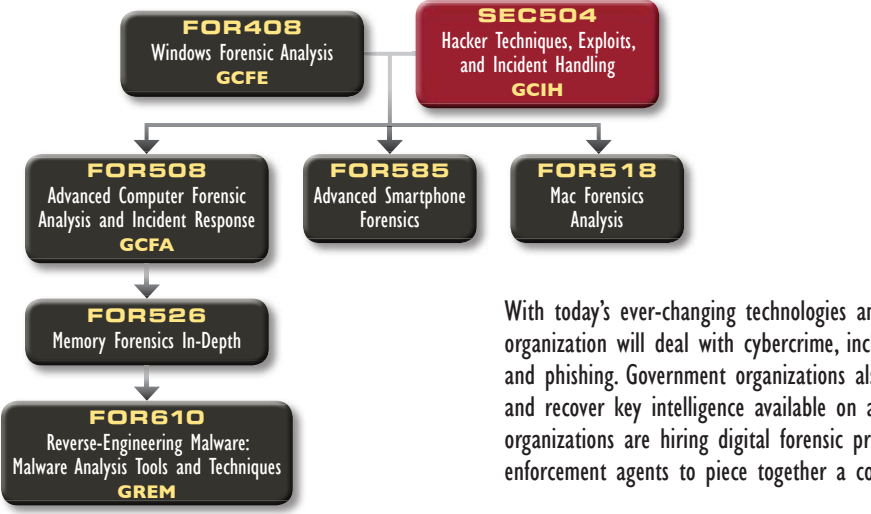 FOR408
Windows Forensic Analysis
GCFE
SEC504
Hacker Techniques, Exploits,
and Incident Handling
GCIH
FOR508
Advanced Computer Forensic
Analysis and Incident Response
GCFA
FOR585
Advanced Smartphone
Forensics
FOR518
Mac Forensics
Analysis
FOR526
Memory Forensics In-Depth
FOR610
Reverse-Engineering Malware:
Malware Analysis Tools and Techniques
GREM
With today’s ever-changing technologies
organization will deal with cybercrime,
and phishing. Government organizations
and recover key intelligence available on
organizations are hiring digital forensic
enforcement agents to piece together a